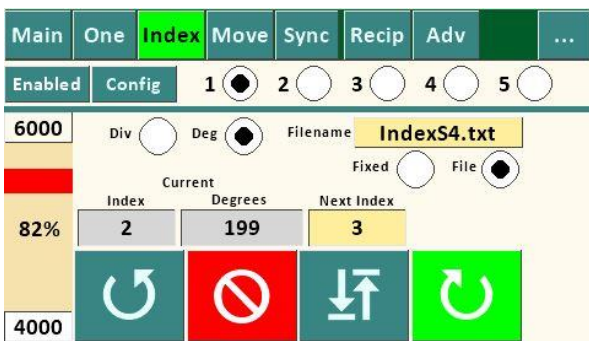 Main One Index Move Sync Recip Adv ...
Enabled Config 1 2 3 4 5
6000 Div Deg Filename IndexS4.txt
Fixed File
Current
Index Degrees Next Index
82% 2 199 3
4000